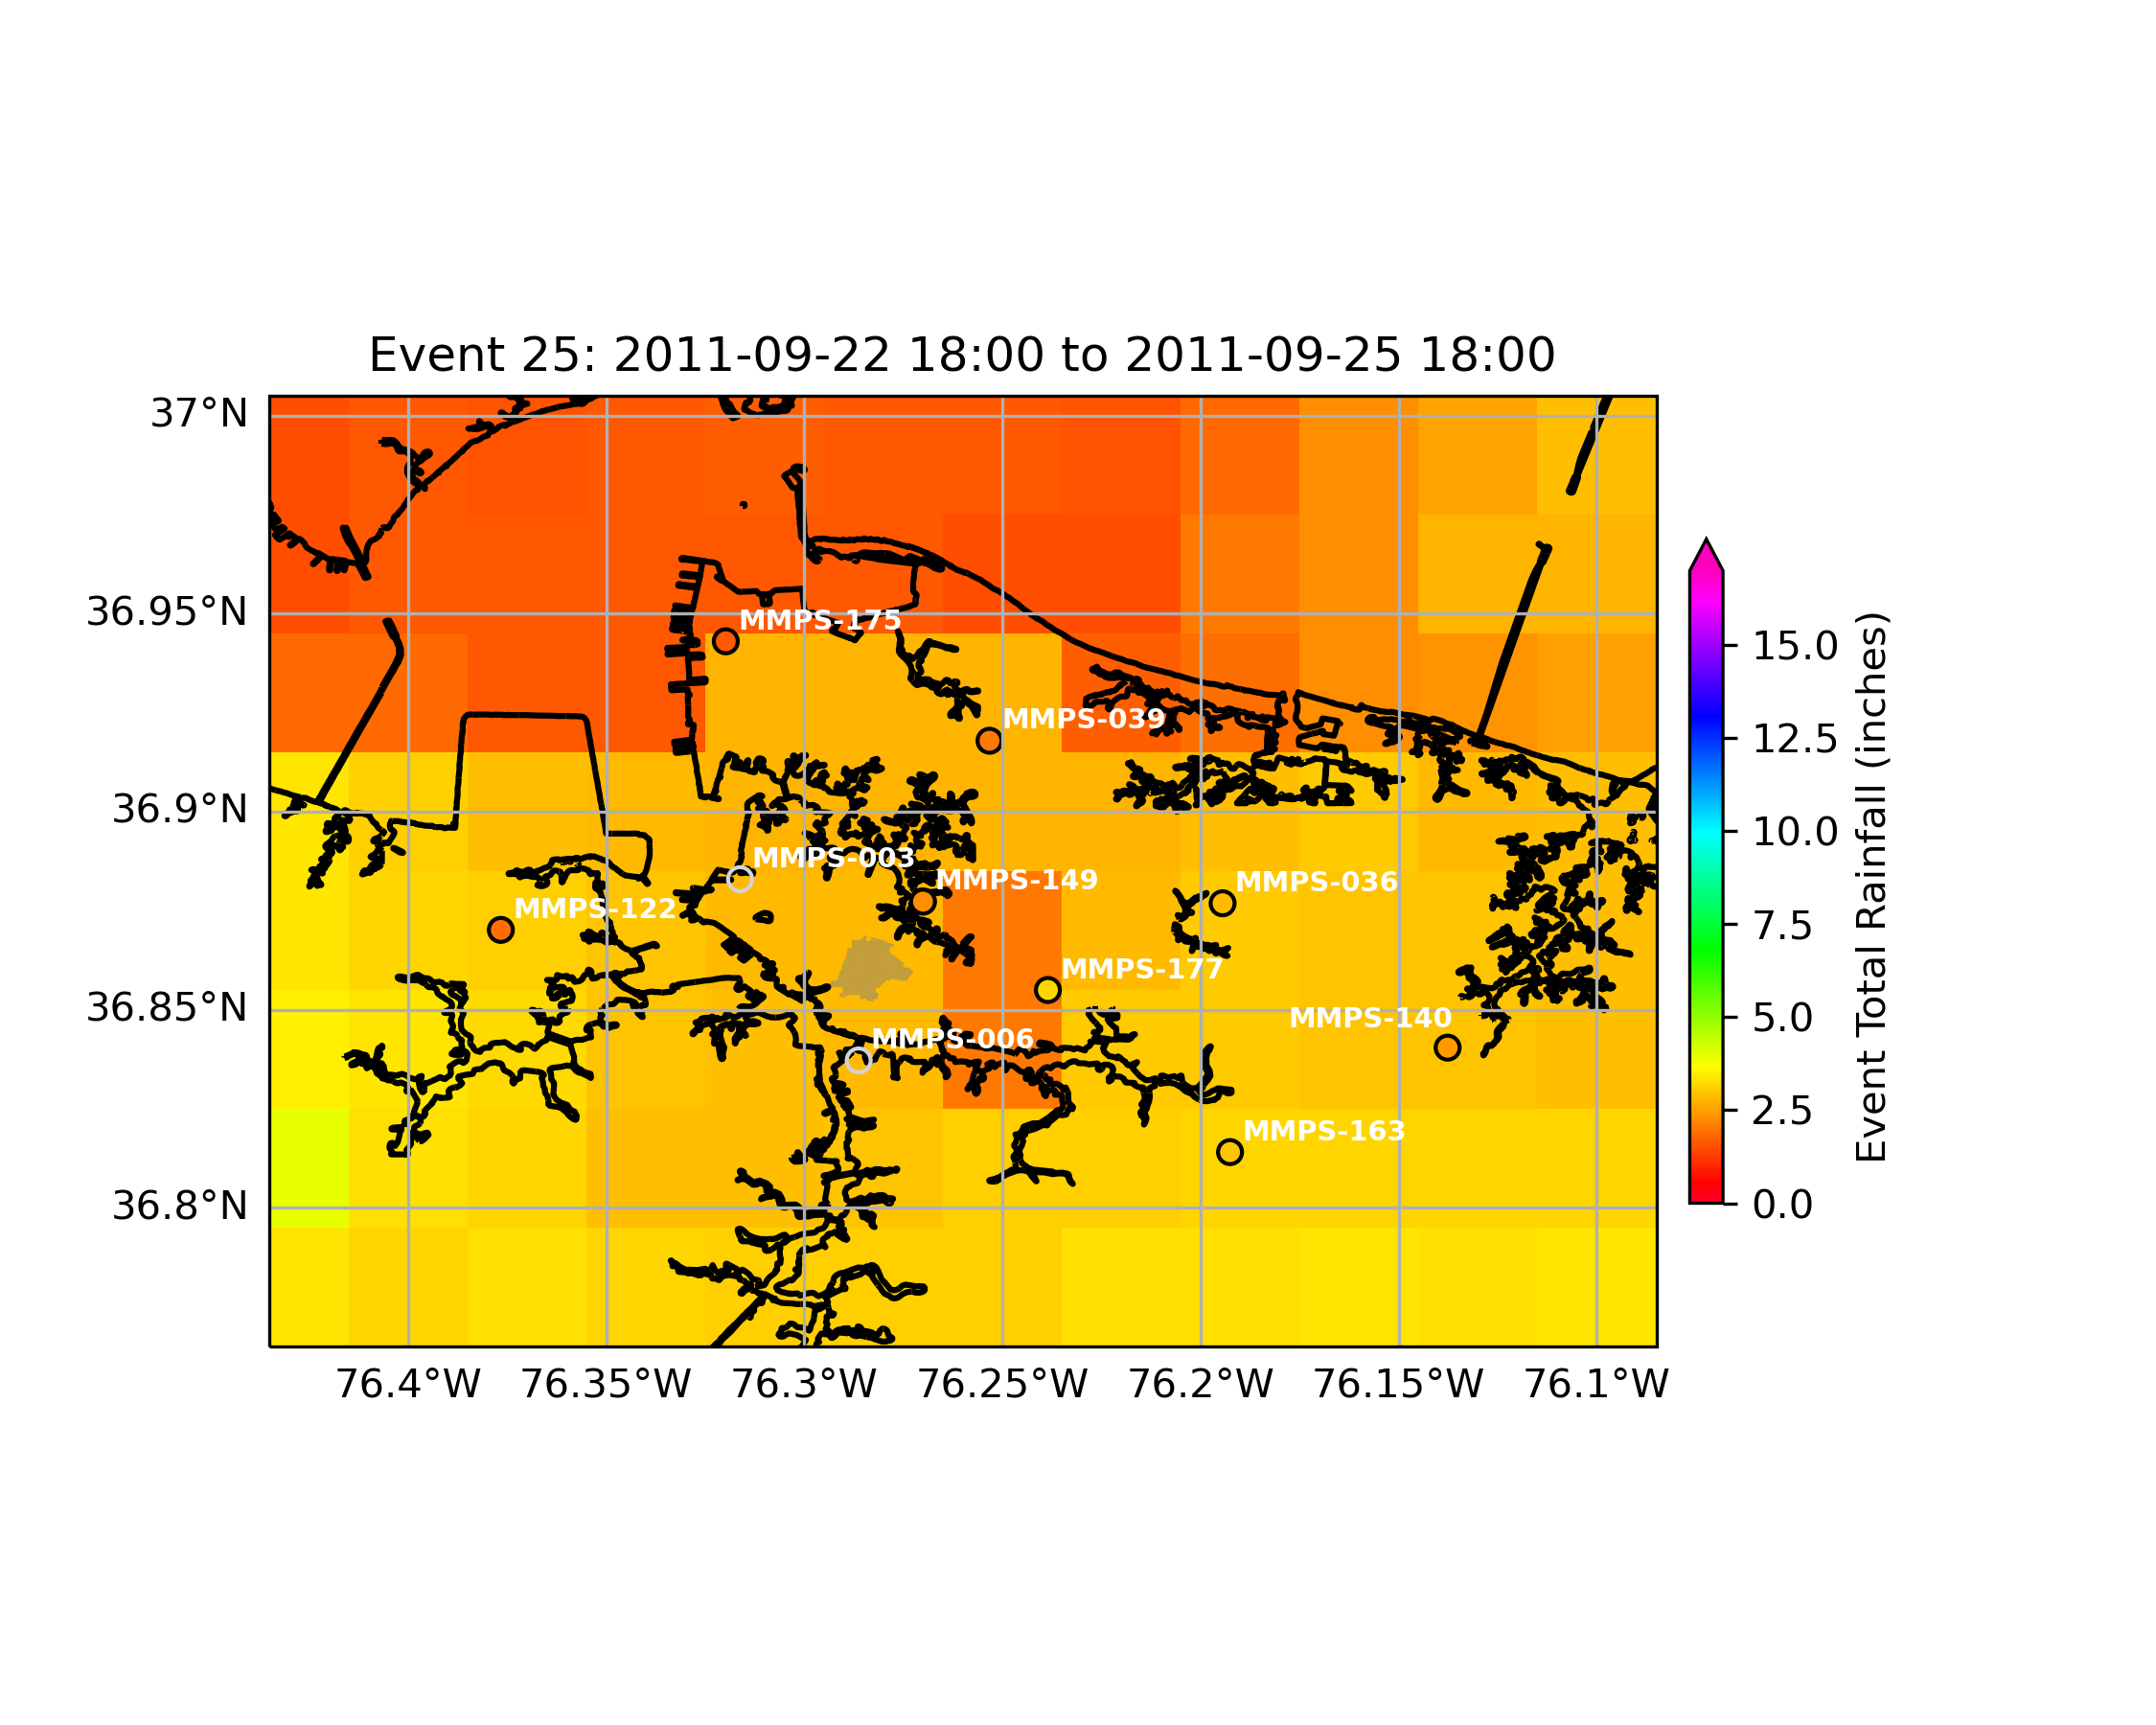 Event 25: 2011-09-22 18:00 to 2011-09-25 18:00
37°N
36.95°N
36.9°N
36.85°N
36.8°N
76.4°W 76.35°W 76.3°W 76.25°W 76.2°W 76.15°W 76.1°W
MMPS-175
MMPS-039
MMPS-003
MMPS-149
MMPS-036
MMPS-122
MMPS-177
MMPS-140
MMPS-006
MMPS-163
15.0
12.5
10.0
7.5
5.0
2.5
0.0
Event Total Rainfall (inches)